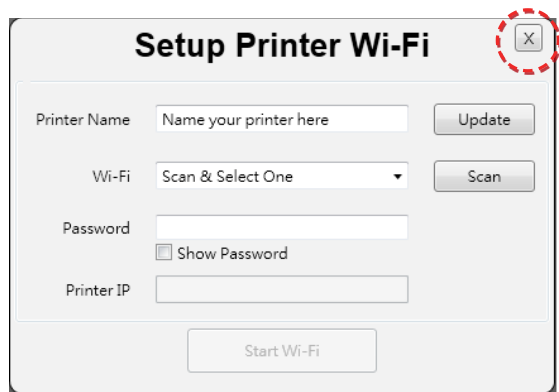 Setup Printer Wi-Fi X
Printer Name Name your printer here Update
Wi-Fi Scan & Select One Scan
Password
Show Password
Printer IP
Start Wi-Fi